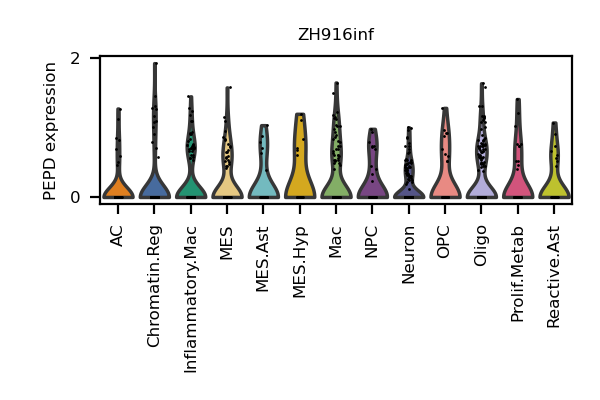 ZH916inf
PEPD expression
2
0
AC
Chromatin.Reg
Inflammatory.Mac
MES
MES.Ast
MES.Hyp
Mac
NPC
Neuron
OPC
Oligo
Prolif.Metab
Reactive.Ast